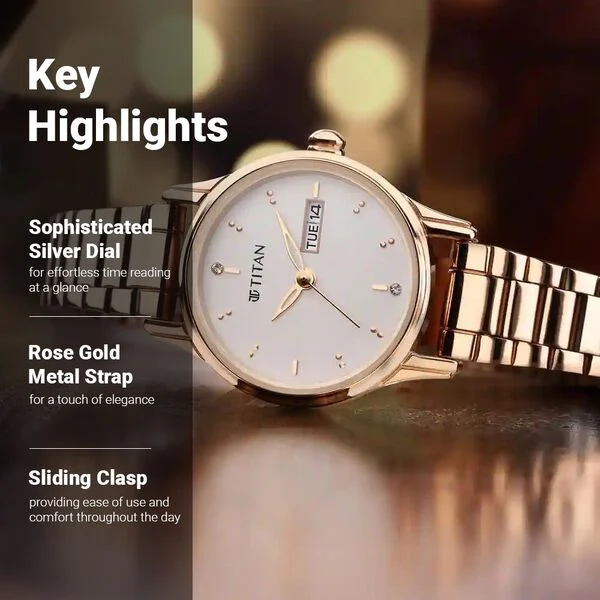 Key
Highlights
Sophisticated
Silver Dial
for effortless time reading
at a glance
Rose Gold
Metal Strap
for a touch of elegance
Sliding Clasp
providing ease of use and
comfort throughout the day
TITAN
TUE 14